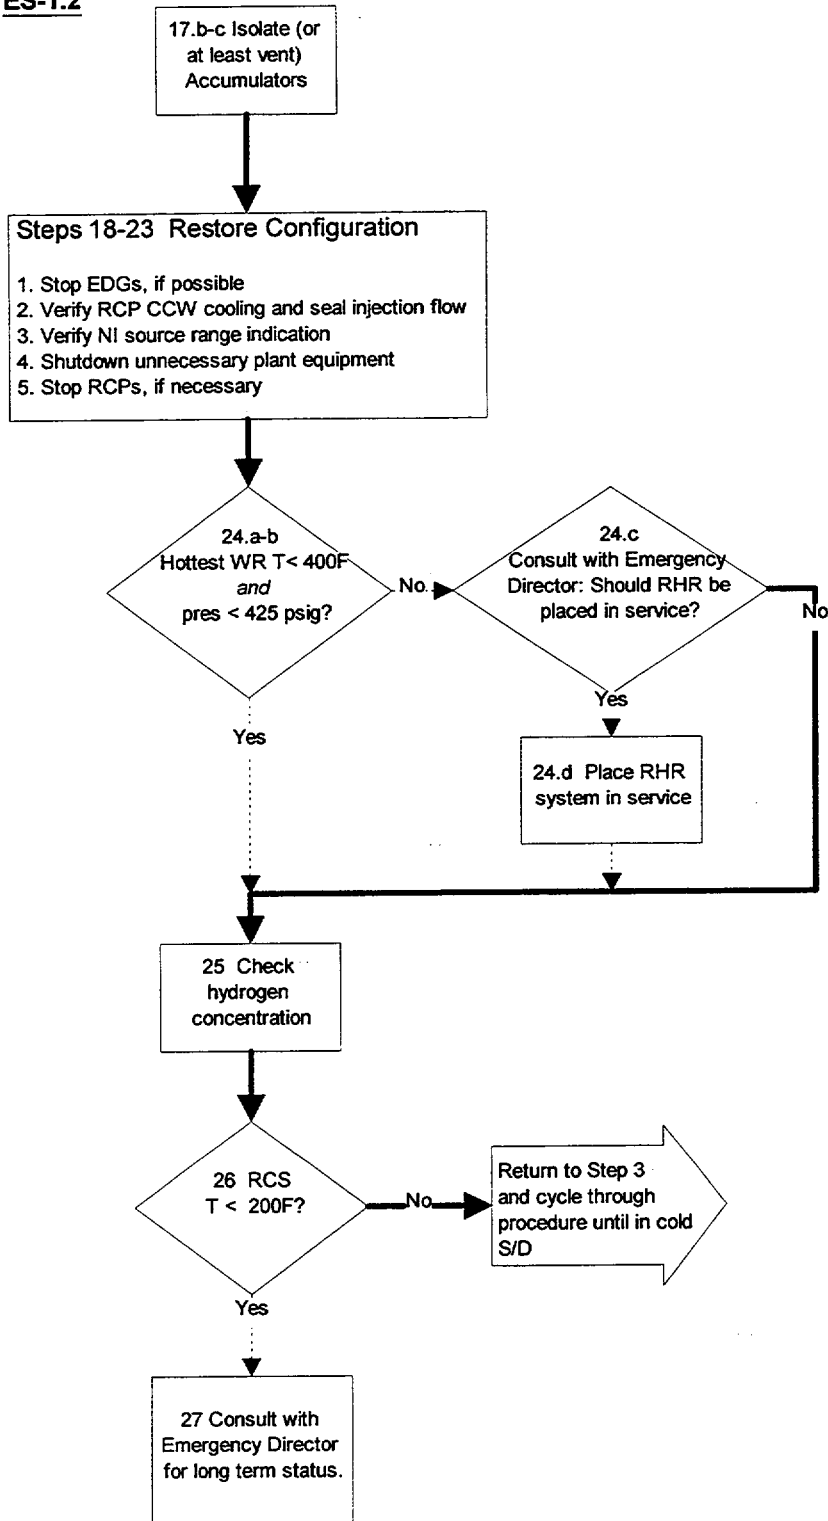 ES-1.2
17.b-c Isolate (or
at least vent)
Accumulators
Steps 18-23 Restore Configuration
1. Stop EDGs, if possible
2. Verify RCP CCW cooling and seal injection flow
3. Verify NI source range indication
4. Shutdown unnecessary plant equipment
5. Stop RCPs, if necessary
24.a-b
Hottest WR T< 400F
and
pres < 425 psig?
No
24.c
Consult with Emergency
Director: Should RHR be
placed in service?
No
Yes
Yes
24.d Place RHR
system in service
25 Check
hydrogen
concentration
26 RCS
T < 200F?
No
Return to Step 3
and cycle through
procedure until in cold
S/D
Yes
27 Consult with
Emergency Director
for long term status.